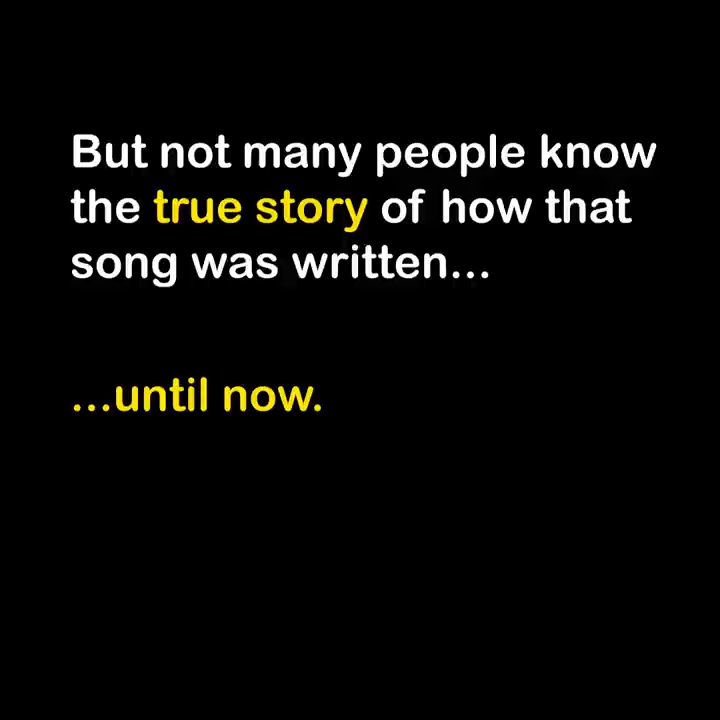 But not many people know
the true story of how that
song was written...
...until now.